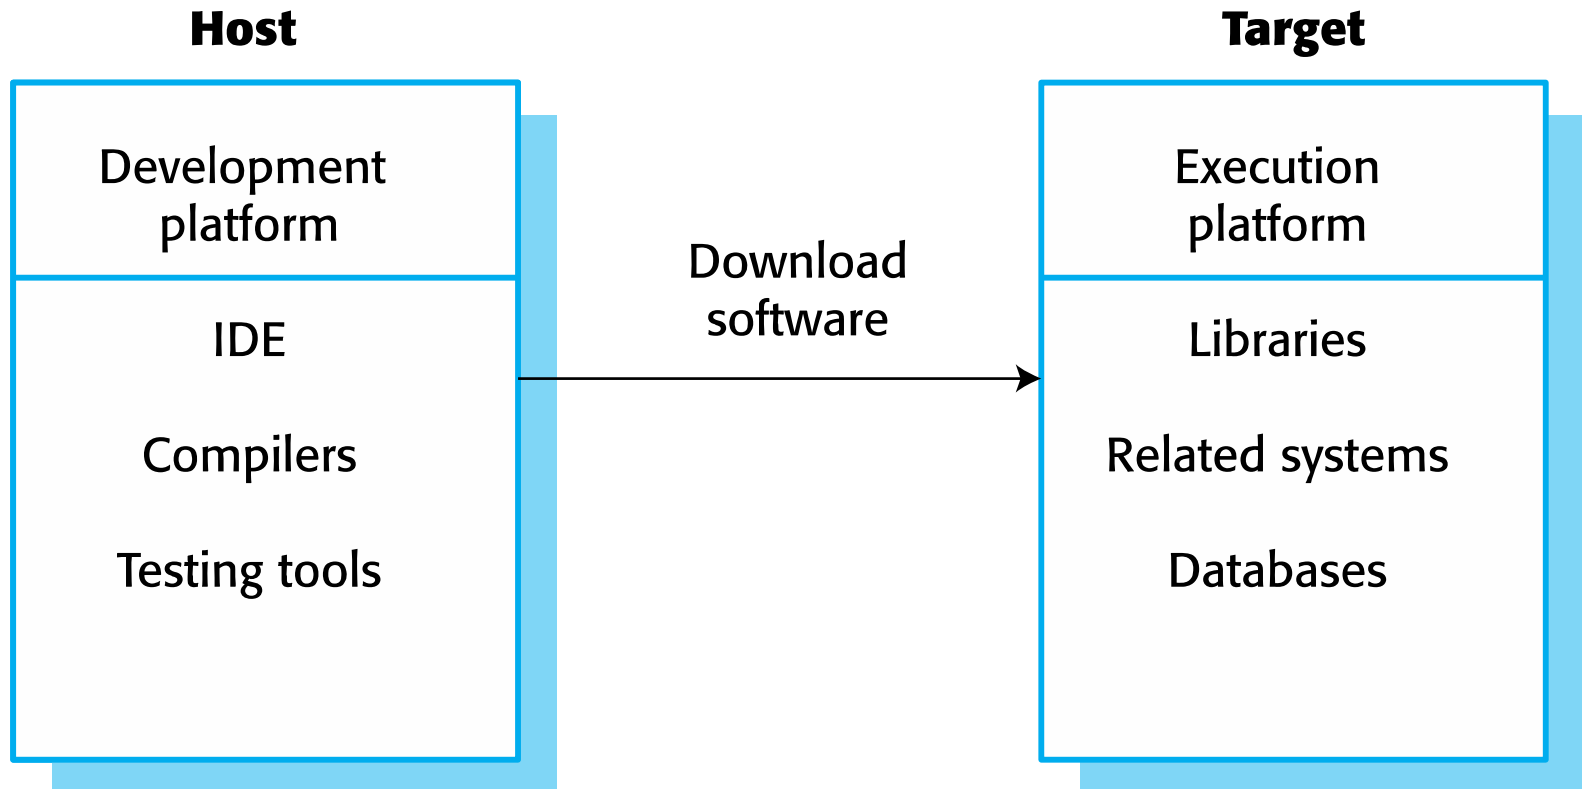 Host
Development
platform
IDE
Compilers
Testing tools
Download
software
Target
Execution
platform
Libraries
Related systems
Databases